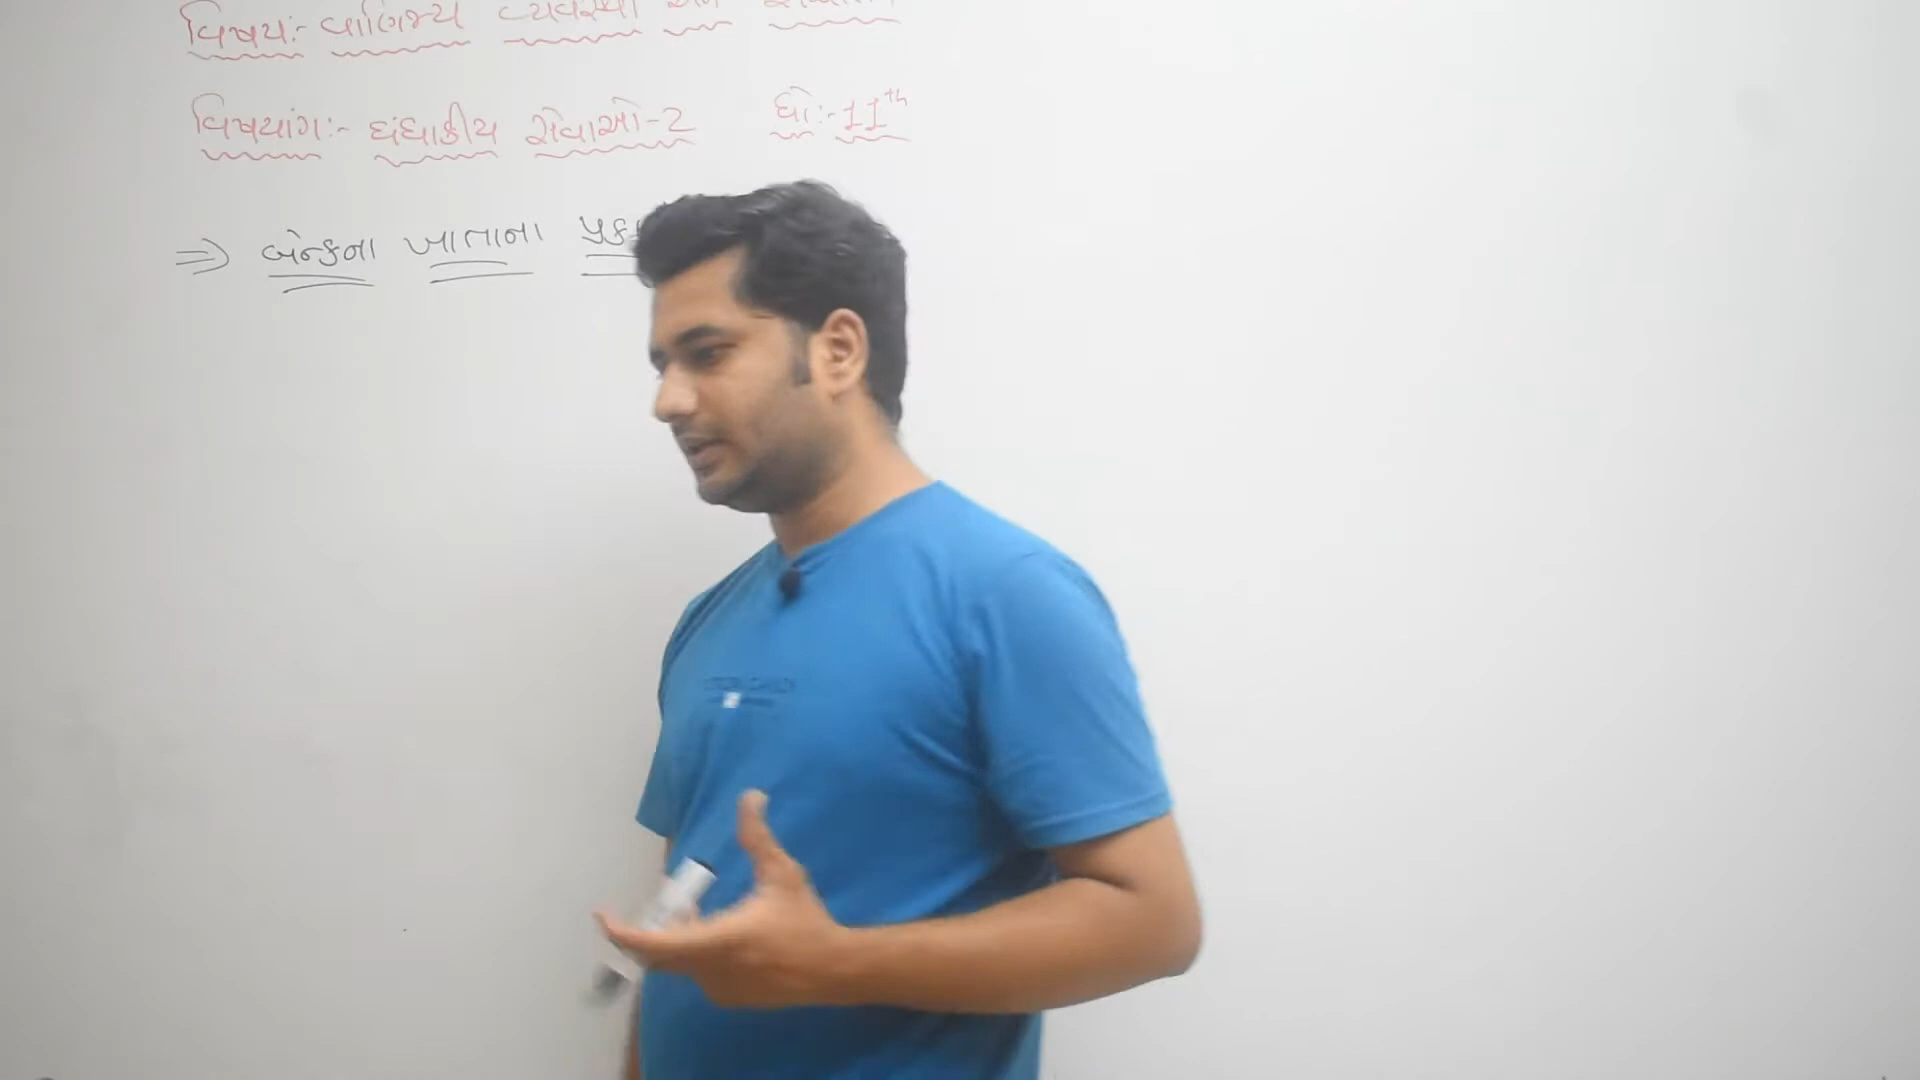 વિષય:- વાણિજ્ય વ્યવસ્થા
વિષયાંગ:- ધંધાકીય સેવાઓ-2 ધો:- 11th
⇒ બેન્કના ખાતાના